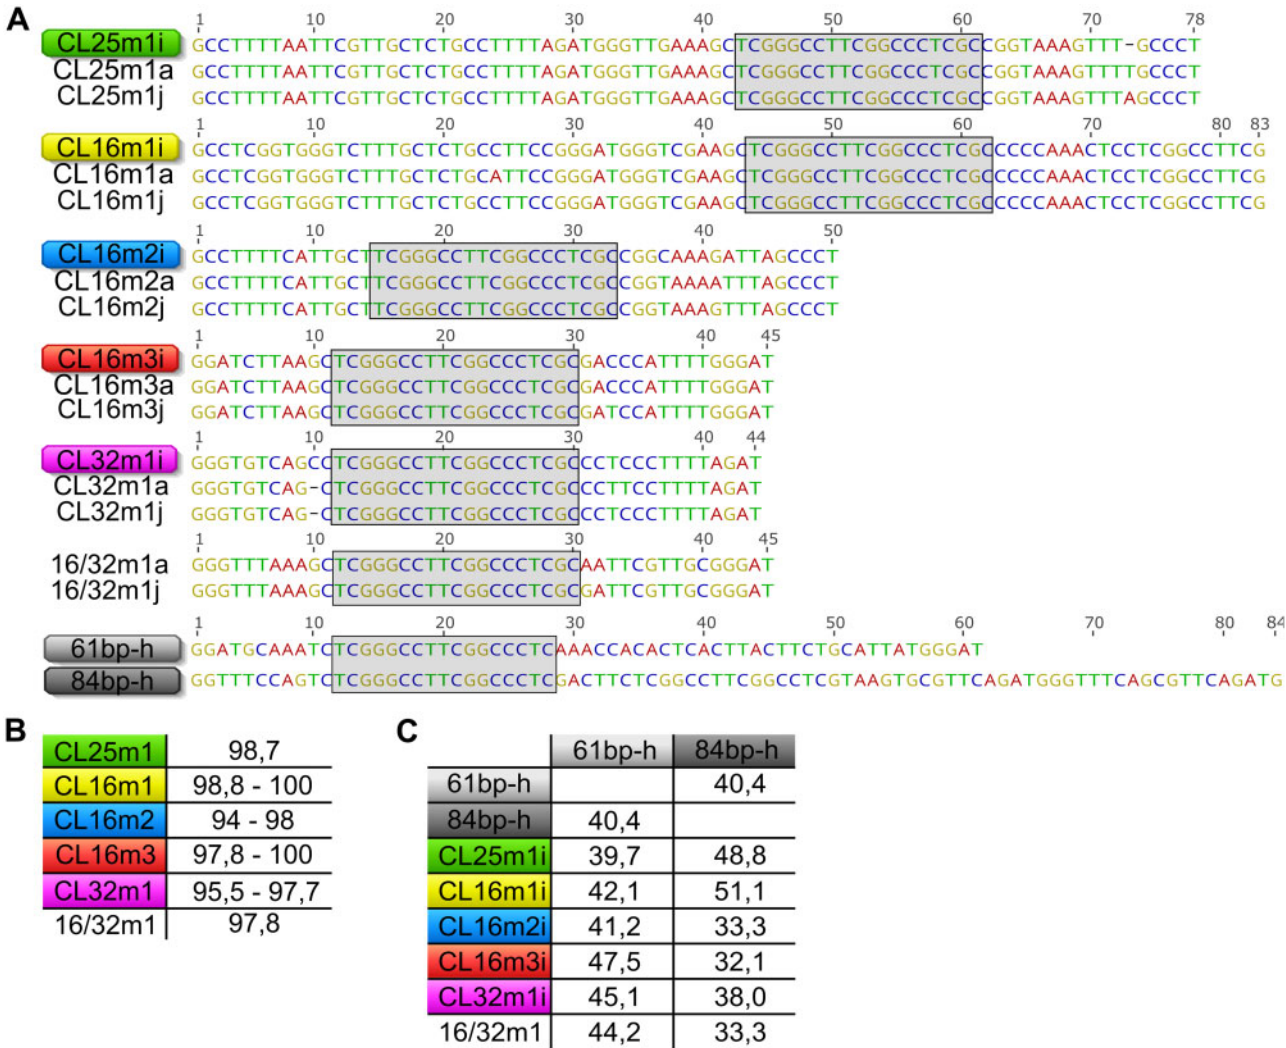 A
1 10 20 30 40 50 60 70 78
CL25m1i GCCTTTTAATTCGTTGCTCTGCCTTTTAGATGGGTTGAAAGCTCGGGCCTTCGGCCCTCGCCGGTAAAGTTT-GCCCT
CL25m1a GCCTTTTAATTCGTTGCTCTGCCTTTTAGATGGGTTGAAAGCTCGGGCCTTCGGCCCTCGCCGGTAAAGTTTTGCCCT
CL25m1j GCCTTTTAATTCGTTGCTCTGCCTTTTAGATGGGTTGAAAGCTCGGGCCTTCGGCCCTCGCCGGTAAAGTTTAGCCCT
1 10 20 30 40 50 60 70 80 83
CL16m1i GCCTCGGTGGGTCTTTGCTCTGCCTTCCGGGATGGGTCGAAGCTCGGGCCTTCGGCCCTCGCCCCCAAACTCCTCGGCCTTCG
CL16m1a GCCTCGGTGGGTCTTTGCTCTGCATTCCGGGATGGGTCGAAGCTCGGGCCTTCGGCCCTCGCCCCCAAACTCCTCGGCCTTCG
CL16m1j GCCTCGGTGGGTCTTTGCTCTGCCTTCCGGGATGGGTCGAAGCTCGGGCCTTCGGCCCTCGCCCCCAAACTCCTCGGCCTTCG
1 10 20 30 40 50
CL16m2i GCCTTTTCATTGCTTCGGGCCTTCGGCCCTCGCCGGCAAAGATTAGCCCT
CL16m2a GCCTTTTCATTGCTTCGGGCCTTCGGCCCTCGCCGGTAAAATTTAGCCCT
CL16m2j GCCTTTTCATTGCTTCGGGCCTTCGGCCCTCGCCGGTAAAGTTTAGCCCT
1 10 20 30 40 45
CL16m3i GGATCTTAAGCTCGGGCCTTCGGCCCTCGCGACCCATTTTGGGAT
CL16m3a GGATCTTAAGCTCGGGCCTTCGGCCCTCGCGACCCATTTTGGGAT
CL16m3j GGATCTTAAGCTCGGGCCTTCGGCCCTCGCGATCCATTTTGGGAT
1 10 20 30 40 44
CL32m1i GGGTGTCAGCCTCGGGCCTTCGGCCCTCGCCCTCCCTTTTAGAT
CL32m1a GGGTGTCAG-CTCGGGCCTTCGGCCCTCGCCCTTCCTTTTAGAT
CL32m1j GGGTGTCAG-CTCGGGCCTTCGGCCCTCGCCCTCCCTTTTAGAT
1 10 20 30 40 45
16/32m1a GGGTTTAAAGCTCGGGCCTTCGGCCCTCGCAATTCGTTGCGGGAT
16/32m1j GGGTTTAAAGCTCGGGCCTTCGGCCCTCGCGATTCGTTGCGGGAT
1 10 20 30 40 50 60 70 80 84
61bp-h GGATGCAAATCTCGGGCCTTCGGCCCTCAAACCACACTCACTTACTTCTGCATTATGGGAT
84bp-h GGTTTCCAGTCTCGGGCCTTCGGCCCTCGACTTCTCGGCCTTCGGCCTCGTAAGTGCGTTCAGATGGGTTTCAGCGTTCAGATG
B
CL25m1 98,7
CL16m1 98,8 - 100
CL16m2 94 - 98
CL16m3 97,8 - 100
CL32m1 95,5 - 97,7
16/32m1 97,8
C
61bp-h 84bp-h
61bp-h 40,4
84bp-h 40,4
CL25m1i 39,7 48,8
CL16m1i 42,1 51,1
CL16m2i 41,2 33,3
CL16m3i 47,5 32,1
CL32m1i 45,1 38,0
16/32m1 44,2 33,3